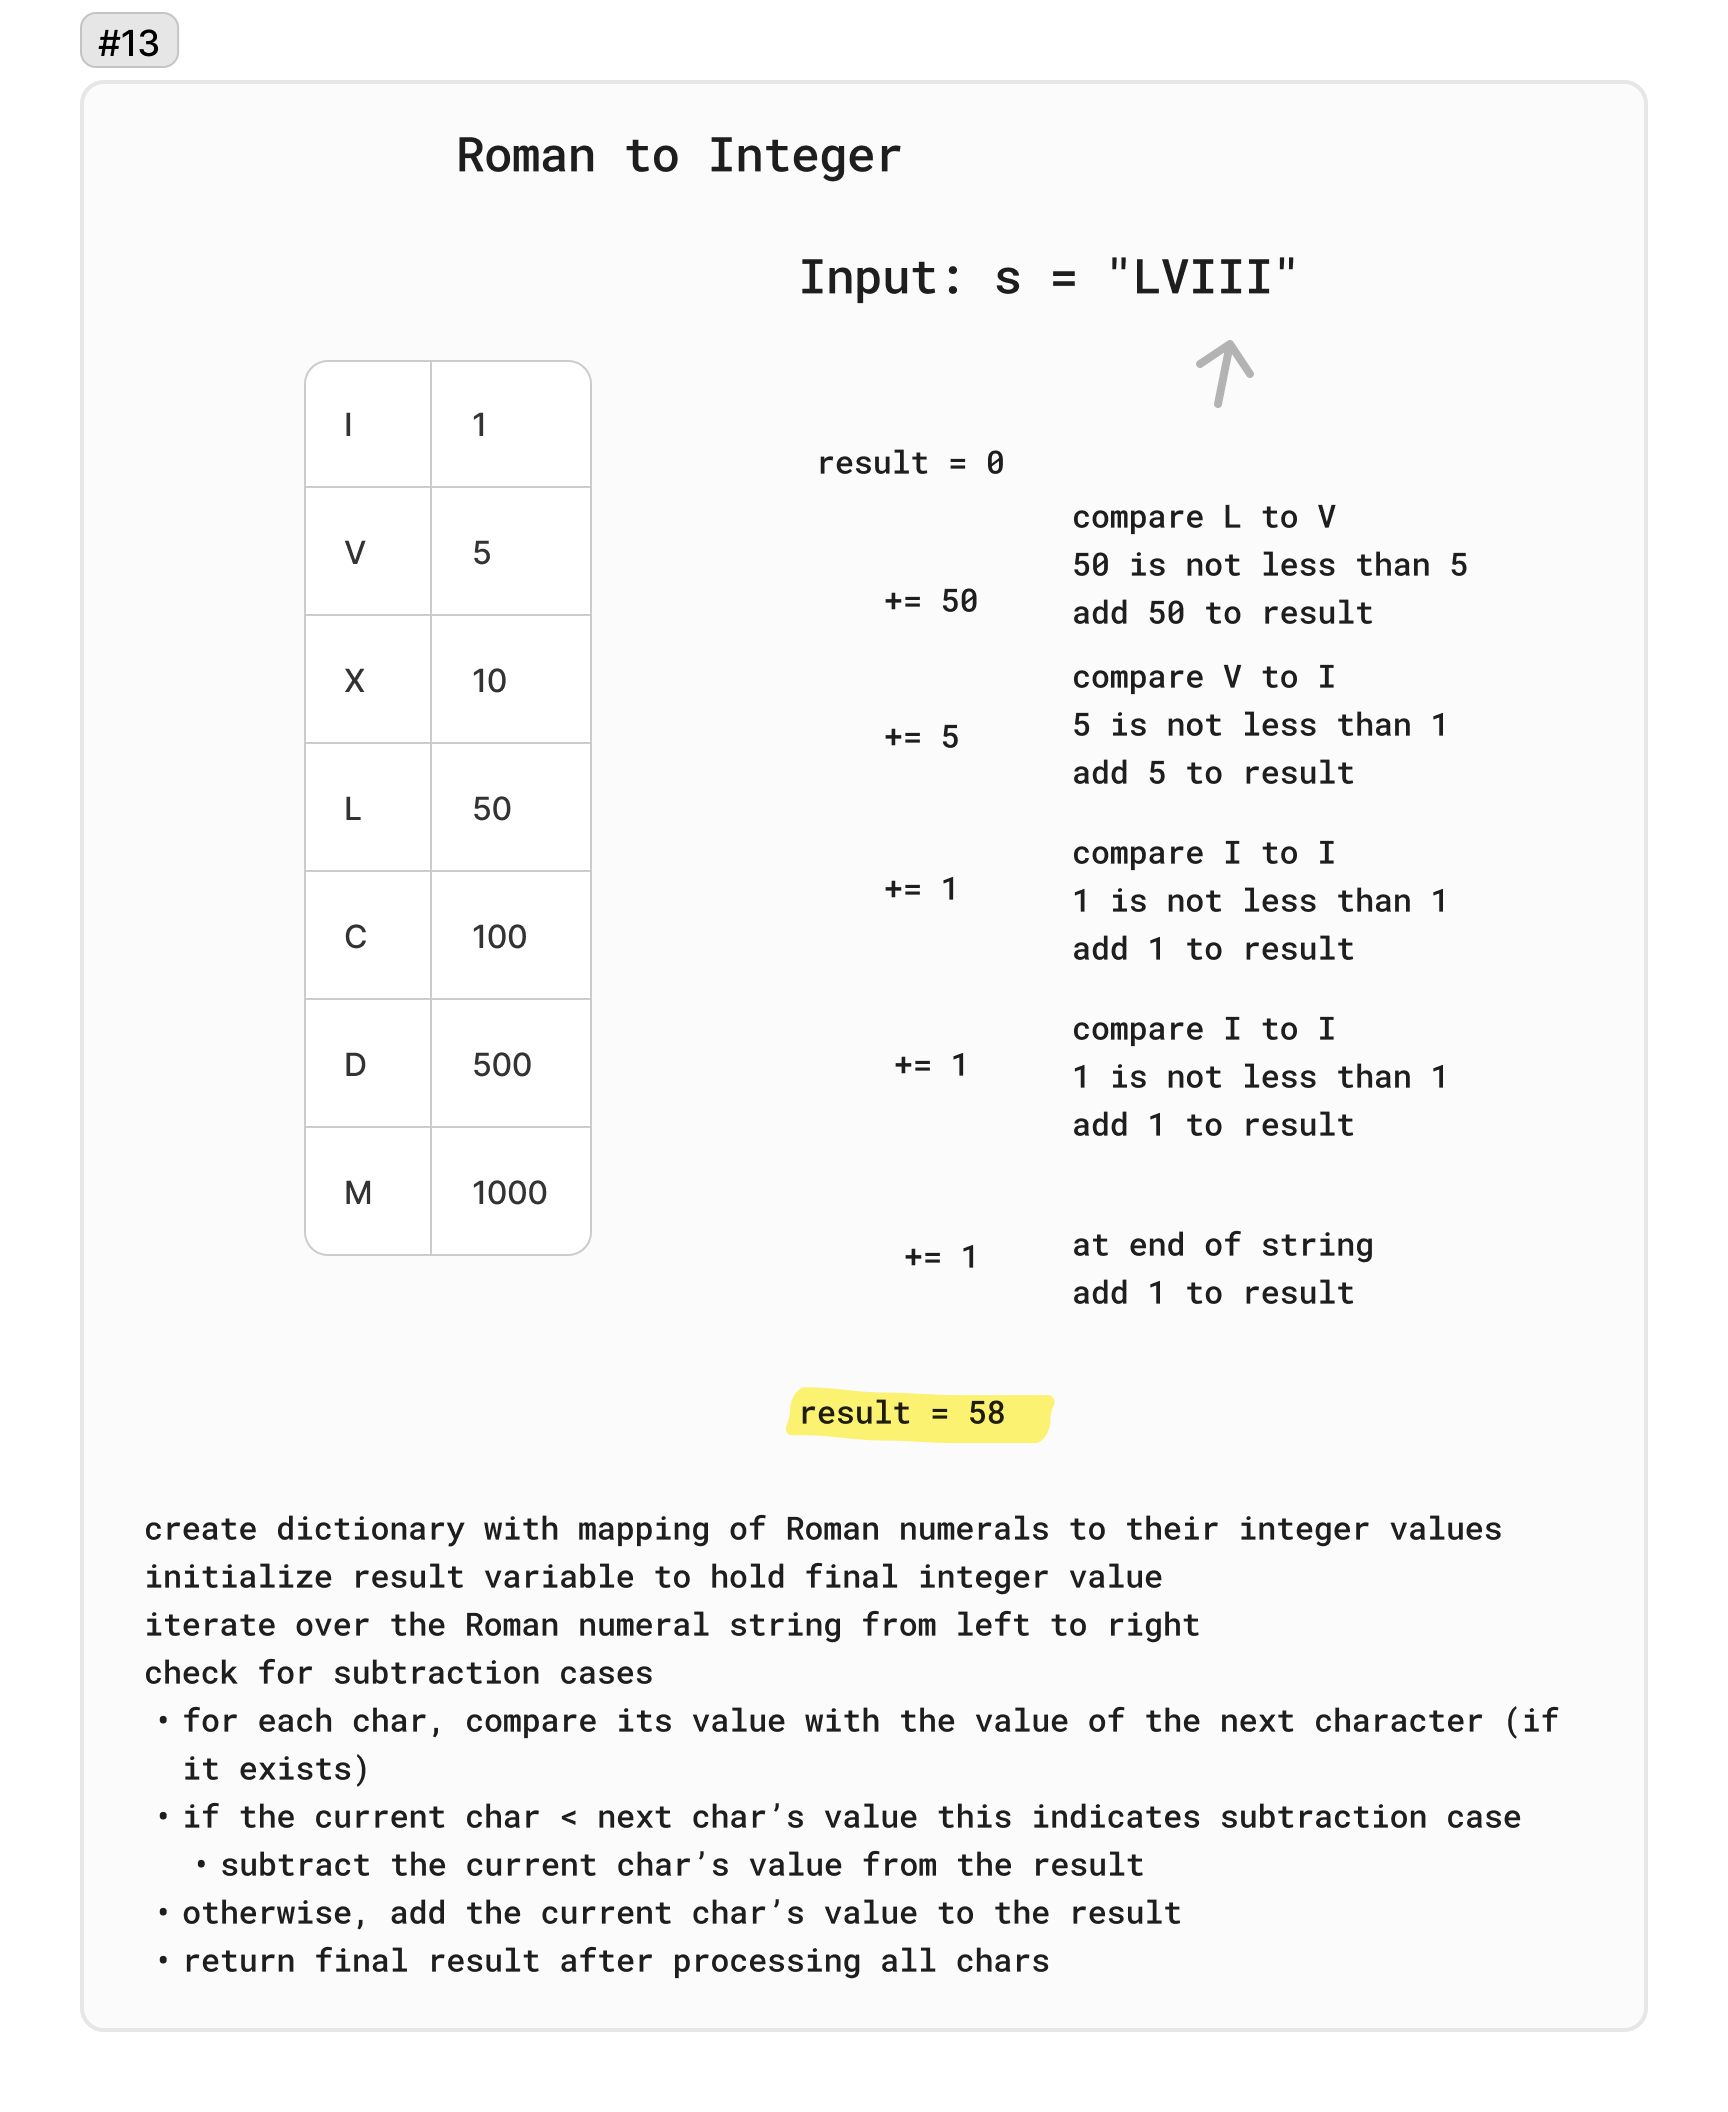 #13
Roman to Integer
Input: s = "LVIII"
I 1
V 5
X 10
L 50
C 100
D 500
M 1000
result = 0
compare L to V
50 is not less than 5
+= 50
add 50 to result
compare V to I
5 is not less than 1
+= 5
add 5 to result
compare I to I
+= 1
1 is not less than 1
add 1 to result
compare I to I
+= 1
1 is not less than 1
add 1 to result
+= 1
at end of string
add 1 to result
result = 58
create dictionary with mapping of Roman numerals to their integer values
initialize result variable to hold final integer value
iterate over the Roman numeral string from left to right
check for subtraction cases
• for each char, compare its value with the value of the next character (if
it exists)
• if the current char < next char’s value this indicates subtraction case
• subtract the current char’s value from the result
• otherwise, add the current char’s value to the result
• return final result after processing all chars